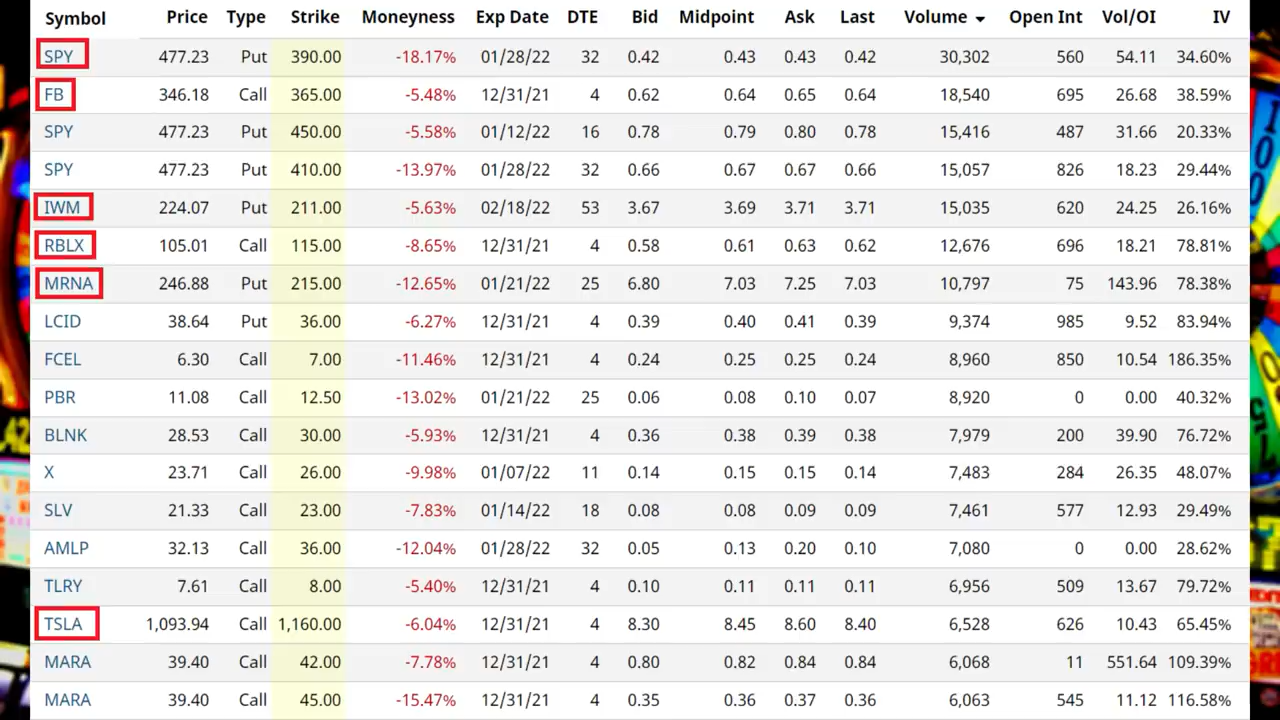 Symbol Price Type Strike Moneyness Exp Date DTE Bid Midpoint Ask Last Volume Open Int Vol/OI IV
SPY 477.23 Put 390.00 -18.17% 01/28/22 32 0.42 0.43 0.43 0.42 30,302 560 54.11 34.60%
FB 346.18 Call 365.00 -5.48% 12/31/21 4 0.62 0.64 0.65 0.64 18,540 695 26.68 38.59%
SPY 477.23 Put 450.00 -5.58% 01/12/22 16 0.78 0.79 0.80 0.78 15,416 487 31.66 20.33%
SPY 477.23 Put 410.00 -13.97% 01/28/22 32 0.66 0.67 0.67 0.66 15,057 826 18.23 29.44%
IWM 224.07 Put 211.00 -5.63% 02/18/22 53 3.67 3.69 3.71 3.71 15,035 620 24.25 26.16%
RBLX 105.01 Call 115.00 -8.65% 12/31/21 4 0.58 0.61 0.63 0.62 12,676 696 18.21 78.81%
MRNA 246.88 Put 215.00 -12.65% 01/21/22 25 6.80 7.03 7.25 7.03 10,797 75 143.96 78.38%
LCID 38.64 Put 36.00 -6.27% 12/31/21 4 0.39 0.40 0.41 0.39 9,374 985 9.52 83.94%
FCEL 6.30 Call 7.00 -11.46% 12/31/21 4 0.24 0.25 0.25 0.24 8,960 850 10.54 186.35%
PBR 11.08 Call 12.50 -13.02% 01/21/22 25 0.06 0.08 0.10 0.07 8,920 0 0.00 40.32%
BLNK 28.53 Call 30.00 -5.93% 12/31/21 4 0.36 0.38 0.39 0.38 7,979 200 39.90 76.72%
X 23.71 Call 26.00 -9.98% 01/07/22 11 0.14 0.15 0.15 0.14 7,483 284 26.35 48.07%
SLV 21.33 Call 23.00 -7.83% 01/14/22 18 0.08 0.08 0.09 0.09 7,461 577 12.93 29.49%
AMLP 32.13 Call 36.00 -12.04% 01/28/22 32 0.05 0.13 0.20 0.10 7,080 0 0.00 28.62%
TLRY 7.61 Call 8.00 -5.40% 12/31/21 4 0.10 0.11 0.11 0.11 6,956 509 13.67 79.72%
TSLA 1,093.94 Call 1,160.00 -6.04% 12/31/21 4 8.30 8.45 8.60 8.40 6,528 626 10.43 65.45%
MARA 39.40 Call 42.00 -7.78% 12/31/21 4 0.80 0.82 0.84 0.84 6,068 11 551.64 109.39%
MARA 39.40 Call 45.00 -15.47% 12/31/21 4 0.35 0.36 0.37 0.36 6,063 545 11.12 116.58%